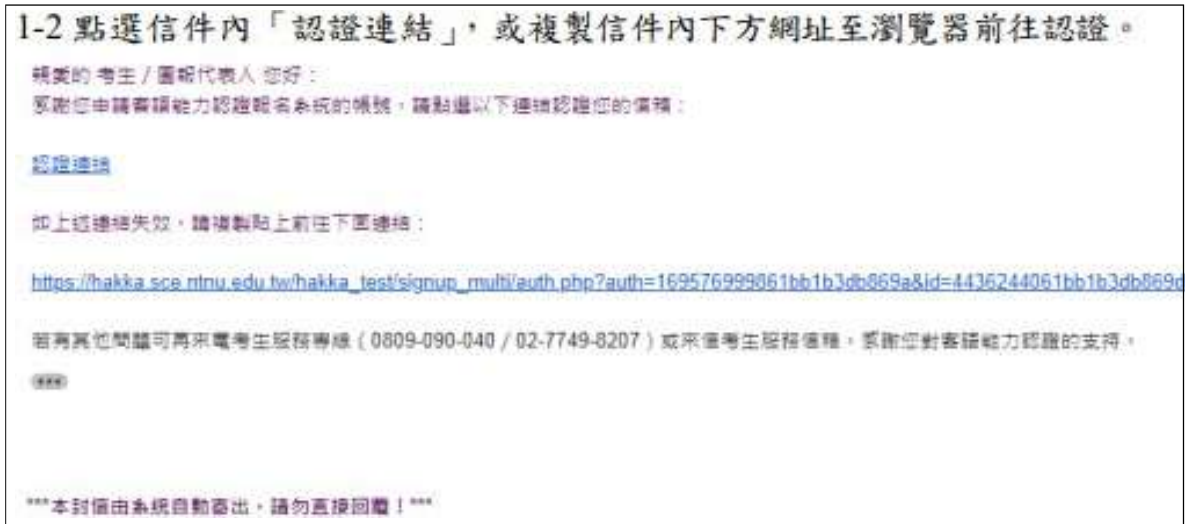 1-2 點選信件內「認證連結」，或複製信件內下方網址至瀏覽器前往認證。
親愛的 考生 / 團報代表人 您好：
感謝您申請客語能力認證報名系統的帳號，請點選以下連結認證您的信箱：
認證連結
如上述連結失效，請複製貼上前往下面連結：
https://hakka.sce.ntnu.edu.tw/hakka_test/signup_multi/auth.php?auth=169576999861bb1b3db869a&id=4436244061bb1b3db869d
若有其他問題可再來電考生服務專線（0809-090-040 / 02-7749-8207）或來信考生服務信箱，感謝您對客語能力認證的支持。
***本封信由系統自動寄出，請勿直接回覆！***